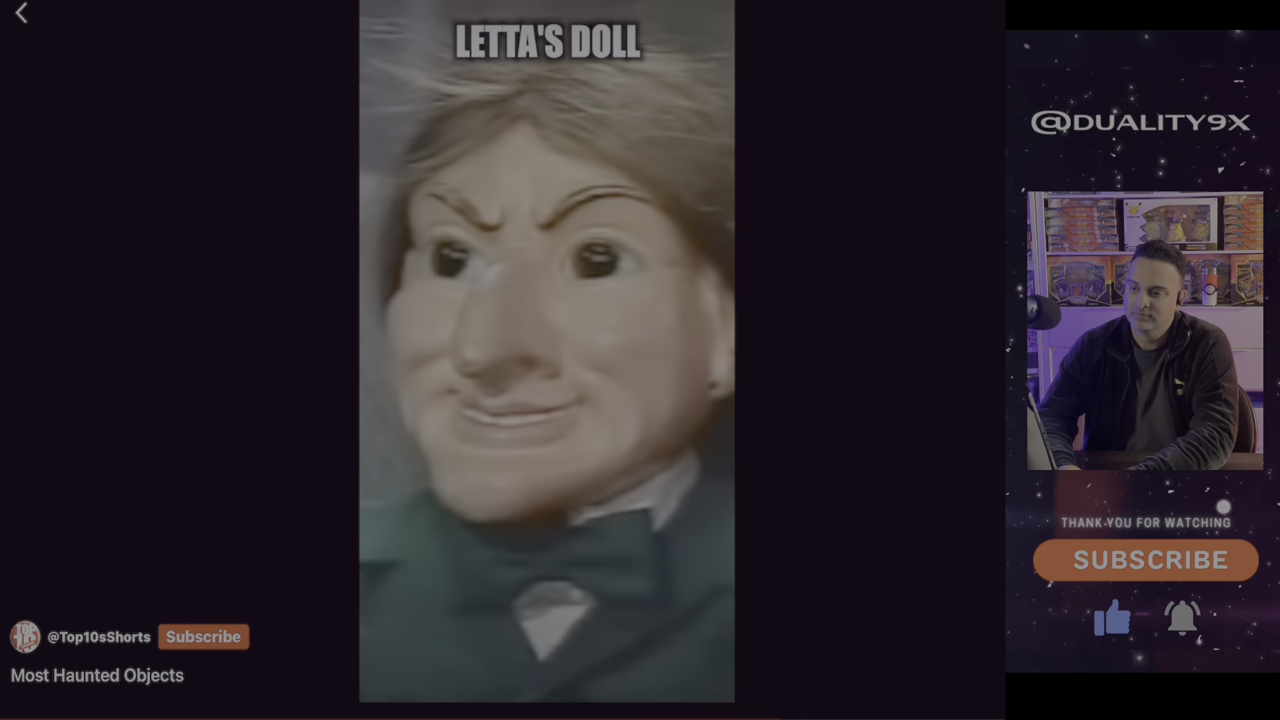 LETTA'S DOLL
@Top10sShorts Subscribe
Most Haunted Objects
@DUALITY9X
THANK YOU FOR WATCHING
SUBSCRIBE